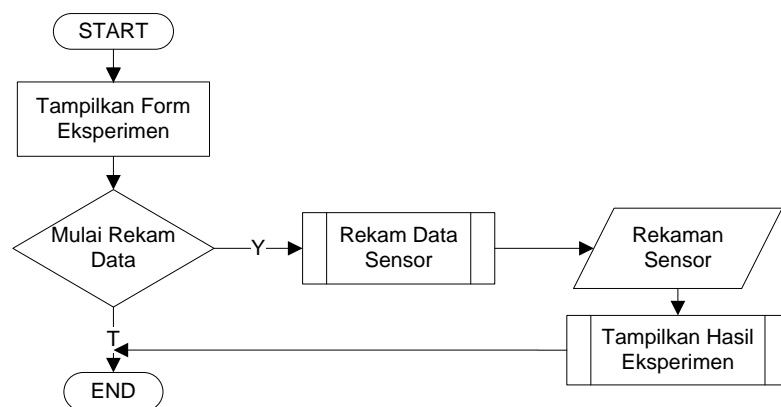 START
Tampilkan Form
Eksperimen
Mulai Rekam
Data
Y
Rekam Data
Sensor
Rekaman
Sensor
Tampilkan Hasil
Eksperimen
T
END